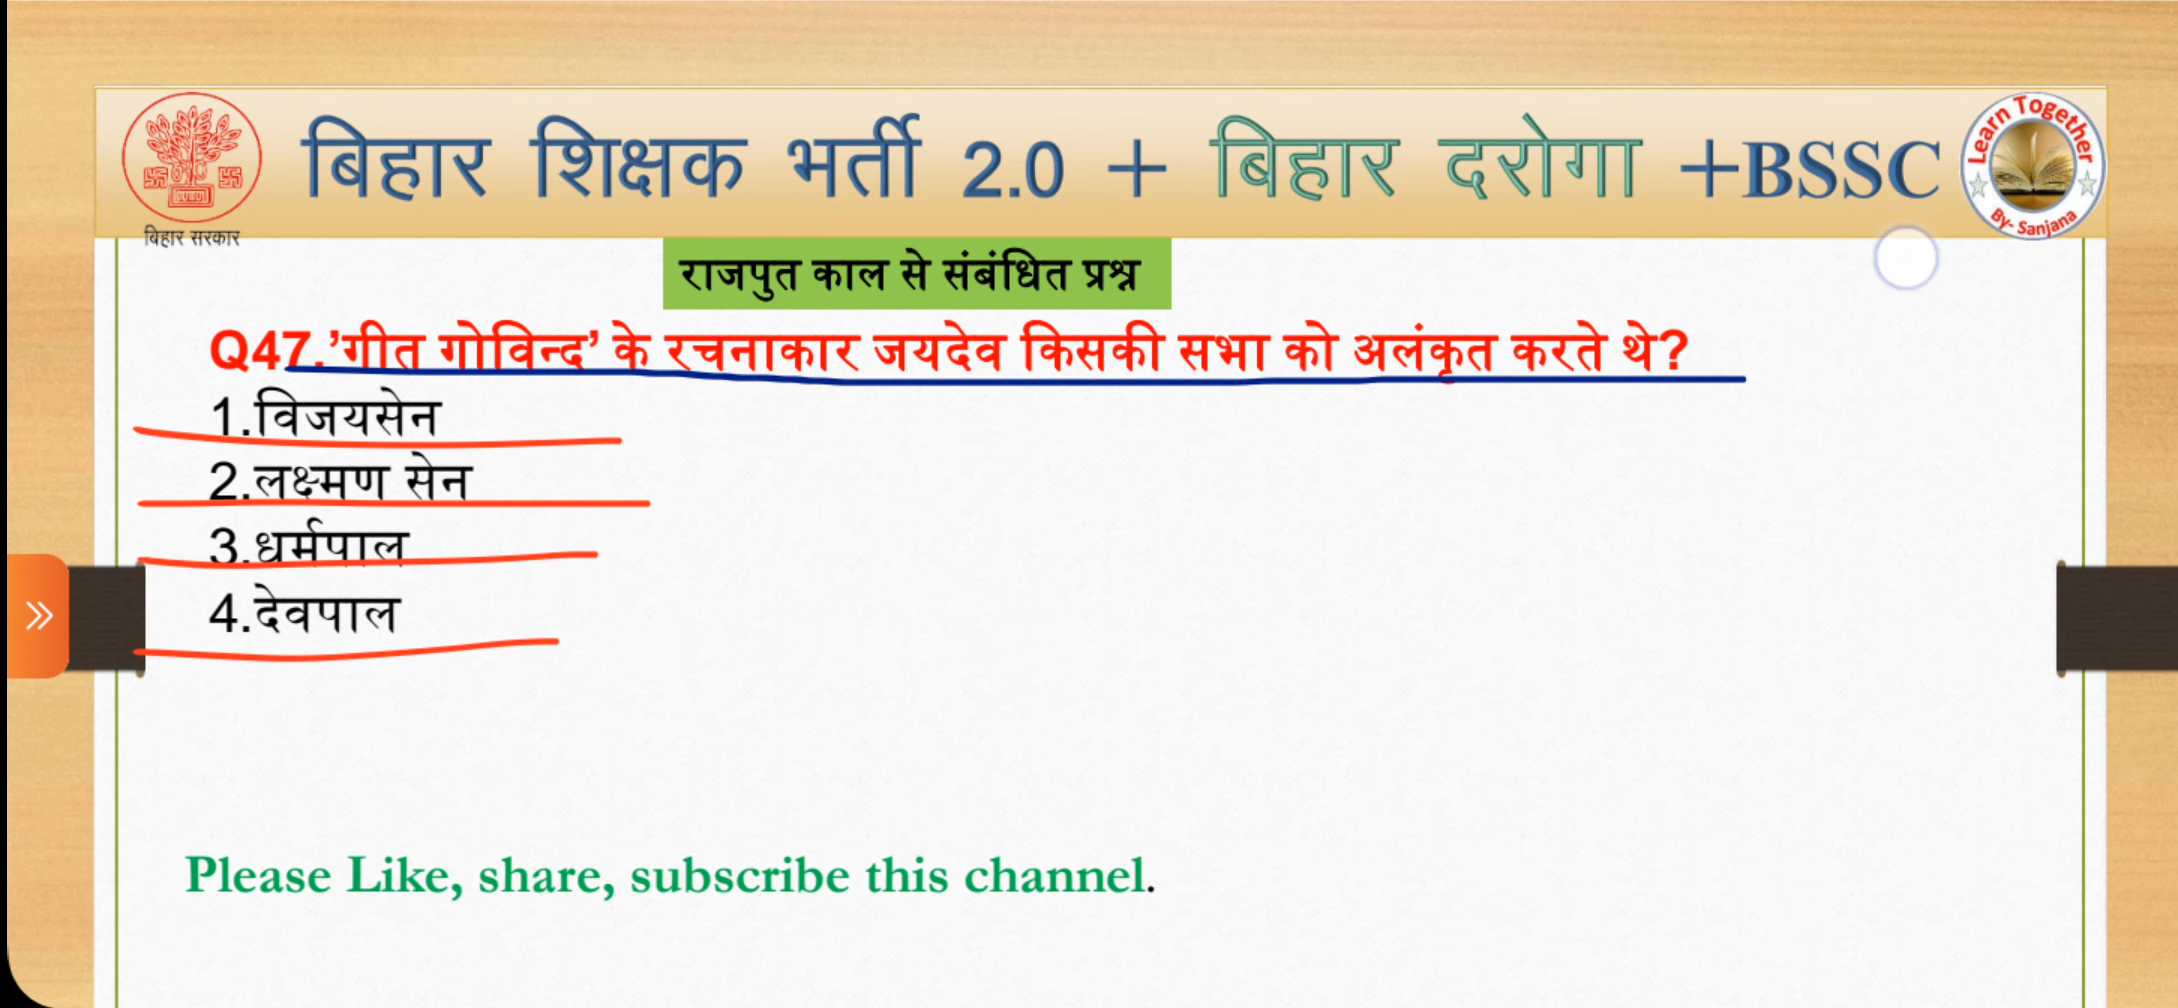 बिहार शिक्षक भर्ती 2.0 + बिहार दरोगा +BSSC
Learn Together
By- Sanjana
बिहार सरकार
राजपुत काल से संबंधित प्रश्न
Q47.’गीत गोविन्द’ के रचनाकार जयदेव किसकी सभा को अलंकृत करते थे?
1.विजयसेन
2.लक्ष्मण सेन
3.धर्मपाल
4.देवपाल
Please Like, share, subscribe this channel.